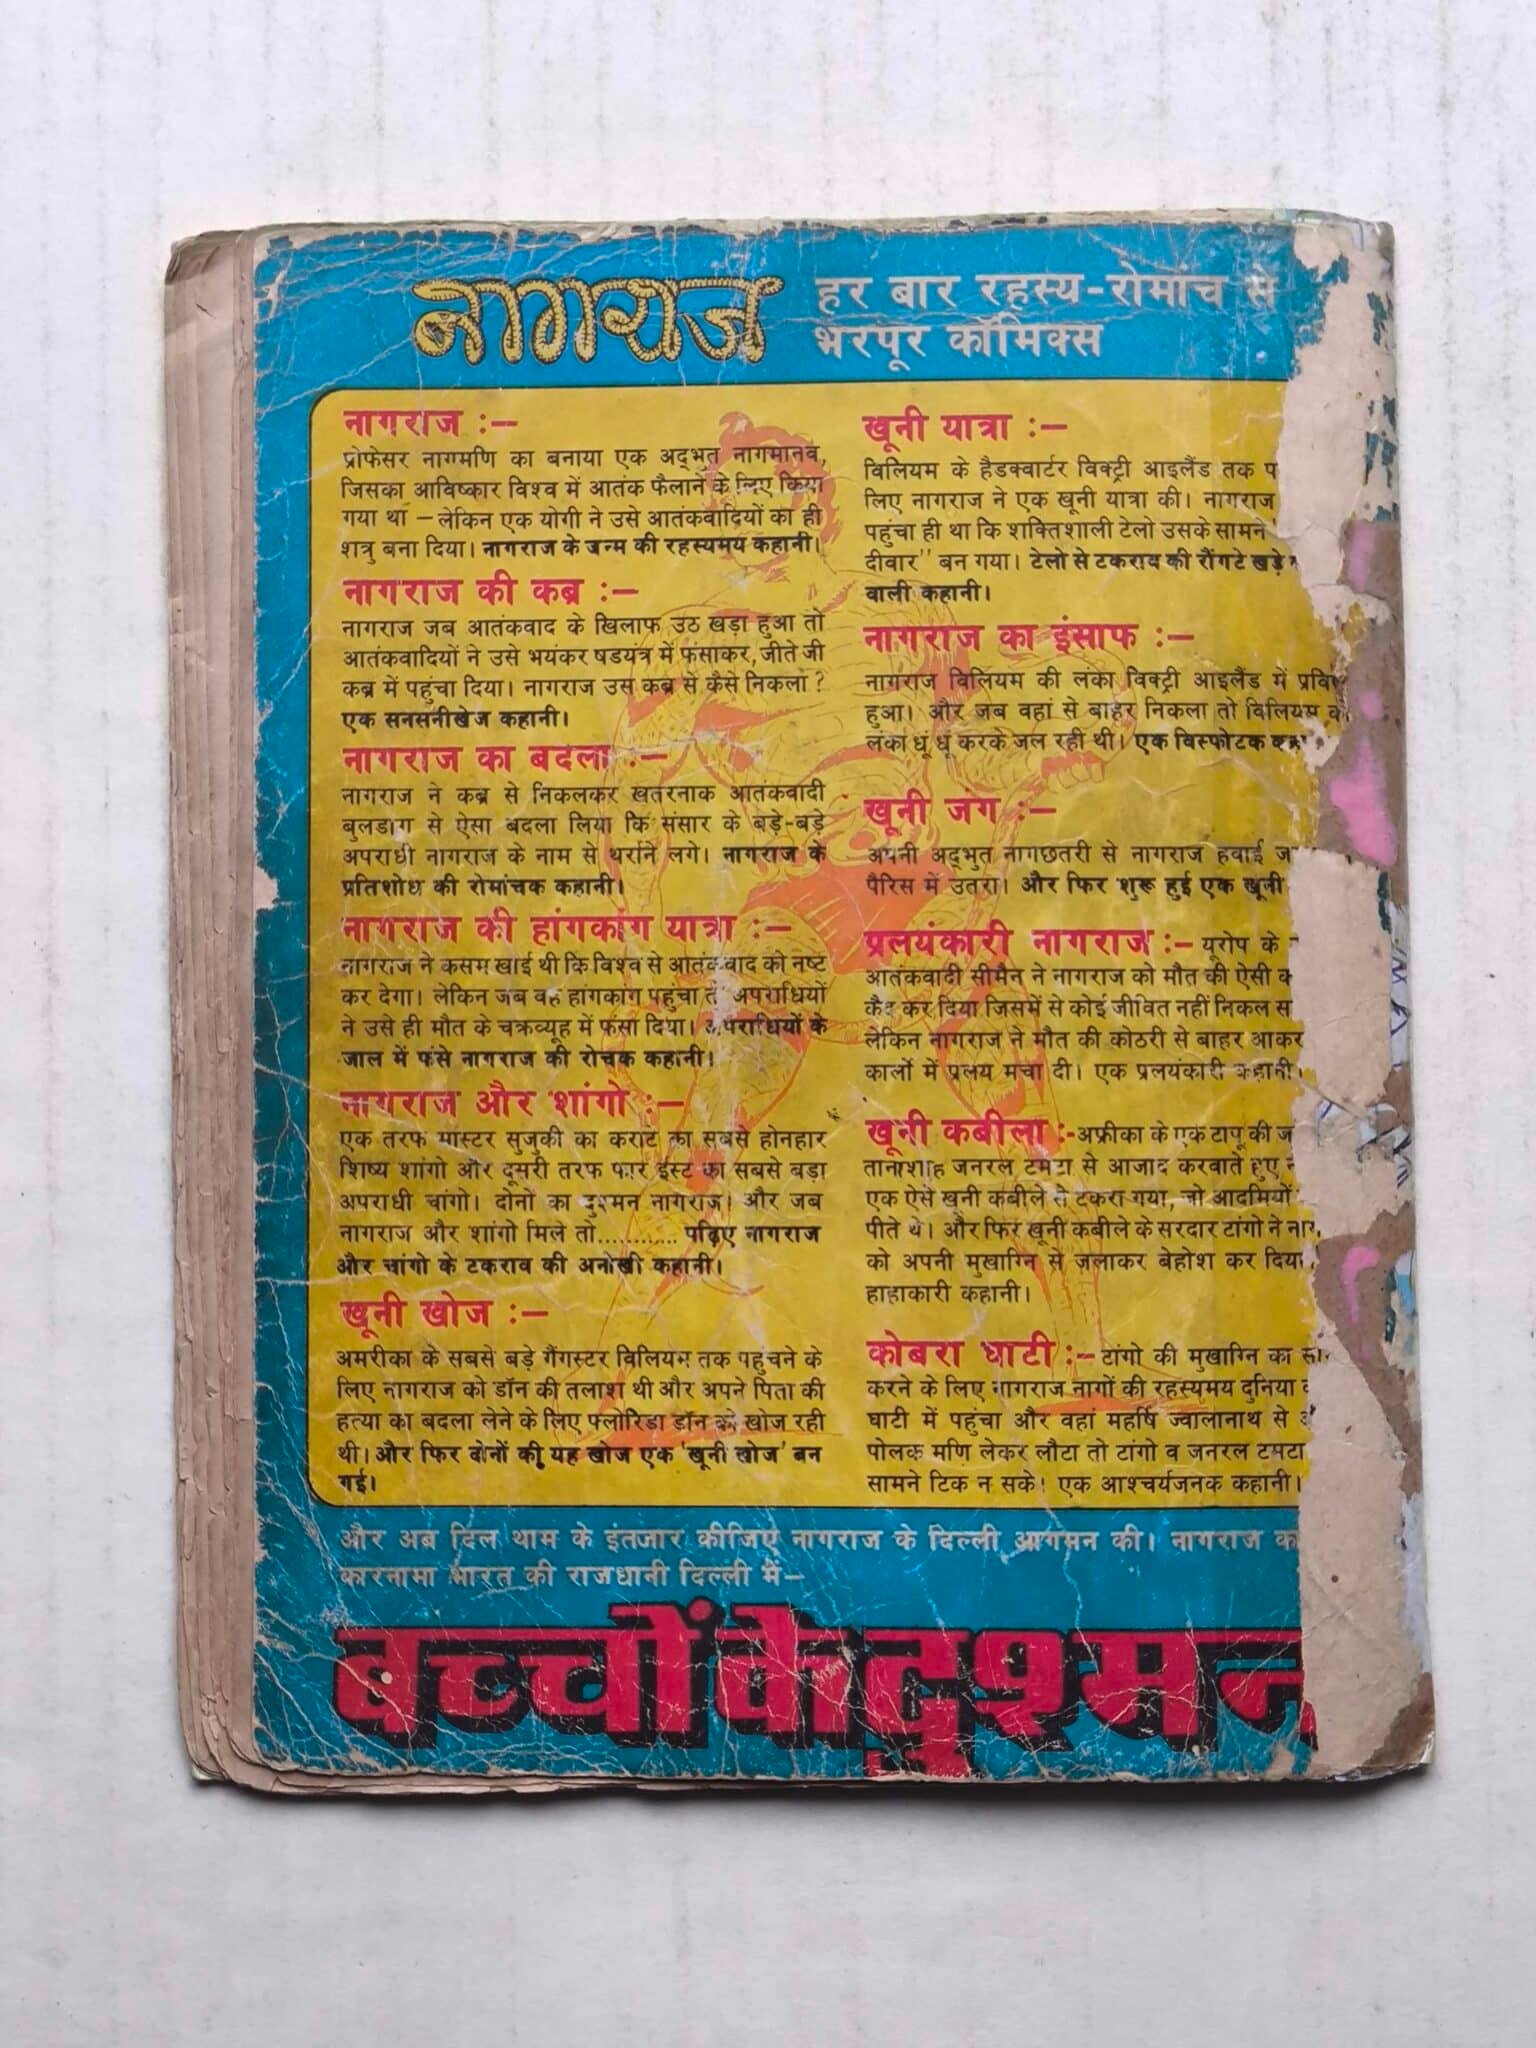 नागराज
हर बार रहस्य-रोमांच से
भरपूर कॉमिक्स
नागराज :—
प्रोफेसर नागमणि का बनाया एक अद्भुत नागमानव,
जिसका आविष्कार विश्व में आतंक फैलाने के लिए किया
गया था — लेकिन एक योगी ने उसे आतंकवादियों का ही
शत्रु बना दिया। नागराज के जन्म की रहस्यमय कहानी।
नागराज की कब्र :—
नागराज जब आतंकवाद के खिलाफ उठ खड़ा हुआ तो
आतंकवादियों ने उसे भयंकर षडयंत्र में फंसाकर, जीते जी
कब्र में पहुंचा दिया। नागराज उस कब्र से कैसे निकला ?
एक सनसनीखेज कहानी।
नागराज का बदला :—
नागराज ने कब्र से निकलकर खतरनाक आतंकवादी
बुलडाग से ऐसा बदला लिया कि संसार के बड़े-बड़े
अपराधी नागराज के नाम से थर्राने लगे। नागराज के
प्रतिशोध की रोमांचक कहानी।
नागराज की हांगकांग यात्रा :—
नागराज ने कसम खाई थी कि विश्व से आतंकवाद को नष्ट
कर देगा। लेकिन जब वह हांगकांग पहुंचा तो अपराधियों
ने उसे ही मौत के चक्रव्यूह में फंसा दिया। अपराधियों के
जाल में फंसे नागराज की रोचक कहानी।
नागराज और शांगो :—
एक तरफ मास्टर सुजुकी का कराटे का सबसे होनहार
शिष्य शांगो और दूसरी तरफ फार ईस्ट का सबसे बड़ा
अपराधी चांगो। दोनों का दुश्मन नागराज। और जब
नागराज और शांगो मिले तो............ पढ़िए नागराज
और चांगो के टकराव की अनोखी कहानी।
खूनी खोज :—
अमरीका के सबसे बड़े गैंगस्टर विलियम तक पहुंचने के
लिए नागराज को डॉन की तलाश थी और अपने पिता की
हत्या का बदला लेने के लिए फ्लोरिडा डॉन को खोज रही
थी। और फिर दोनों की यह खोज एक 'खूनी खोज' बन
गई।
खूनी यात्रा :—
विलियम के हैडक्वार्टर विक्ट्री आइलैंड तक प
लिए नागराज ने एक खूनी यात्रा की। नागराज
पहुंचा ही था कि शक्तिशाली टेलो उसके सामने
दीवार" बन गया। टेलो से टकराव की रौंगटे खड़े
वाली कहानी।
नागराज का इंसाफ :—
नागराज विलियम की लंका विक्ट्री आइलैंड में
हुआ। और जब वहां से बाहर निकला तो विलियम
लंका धूं धूं करके जल रही थी। एक विस्फोटक
खूनी जंग :—
अपनी अद्भुत नागछतरी से नागराज हवाई ज
पैरिस में उतरा। और फिर शुरू हुई एक खूनी
प्रलयंकारी नागराज :— यूरोप के
आतंकवादी सीमैन ने नागराज को मौत की ऐसी
कैद कर दिया जिसमें से कोई जीवित नहीं निकल स
लेकिन नागराज ने मौत की कोठरी से बाहर आकर
कार्लो में प्रलय मचा दी। एक प्रलयंकारी कहानी।
खूनी कबीला :- अफ्रीका के एक टापू की ज
तानाशाह जनरल टमटा से आजाद करवाते हुए
एक ऐसे खूनी कबीले से टकरा गया, जो आदमियों
पीते थे। और फिर खूनी कबीले के सरदार टांगो ने
को अपनी मुखाग्नि से जलाकर बेहोश कर दिया
हाहाकारी कहानी।
कोबरा घाटी :— टांगो की मुखाग्नि का
करने के लिए नागराज नागों की रहस्यमय दुनिया
घाटी में पहुंचा और वहां महर्षि ज्वालानाथ से
पोलक मणि लेकर लौटा तो टांगो व जनरल टमटा
सामने टिक न सके। एक आश्चर्यजनक कहानी।
और अब दिल थाम के इंतजार कीजिए नागराज के दिल्ली आगमन की। नागराज
कारनामा भारत की राजधानी दिल्ली में—
बच्चों के दुश्मन